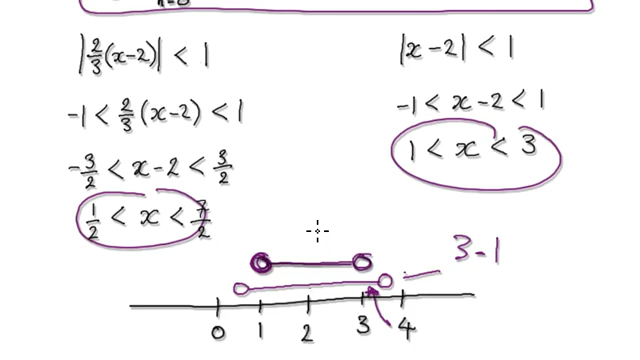 n=0
|2/3(x-2)| < 1
-1 < 2/3 (x-2) < 1
-3/2 < x-2 < 3/2
1/2 < x < 7/2
|x-2| < 1
-1 < x-2 < 1
1 < x < 3
3-1
0 1 2 3 4